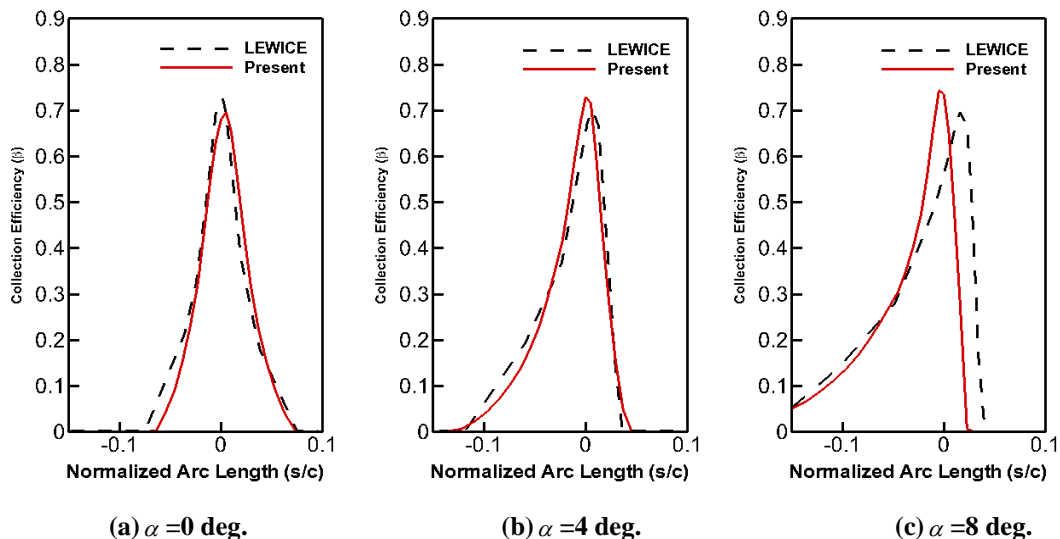 0.9
0.8
0.7
0.6
0.5
0.4
0.3
0.2
0.1
0
Collection Efficiency (β)
LEWICE
Present
-0.1 0 0.1
Normalized Arc Length (s/c)
(a) α =0 deg.
0.9
0.8
0.7
0.6
0.5
0.4
0.3
0.2
0.1
0
Collection Efficiency (β)
LEWICE
Present
-0.1 0 0.1
Normalized Arc Length (s/c)
(b) α =4 deg.
0.9
0.8
0.7
0.6
0.5
0.4
0.3
0.2
0.1
0
Collection Efficiency (β)
LEWICE
Present
-0.1 0 0.1
Normalized Arc Length (s/c)
(c) α =8 deg.